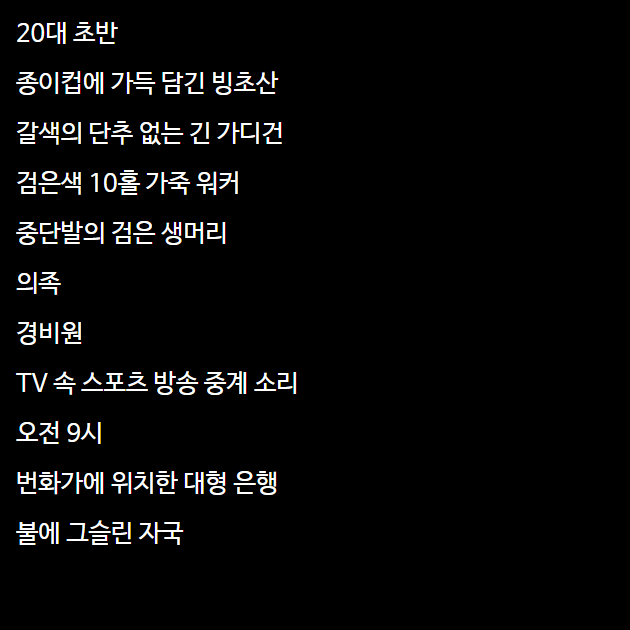 20대 초반
종이컵에 가득 담긴 빙초산
갈색의 단추 없는 긴 가디건
검은색 10홀 가죽 워커
중단발의 검은 생머리
의족
경비원
TV 속 스포츠 방송 중계 소리
오전 9시
번화가에 위치한 대형 은행
불에 그슬린 자국